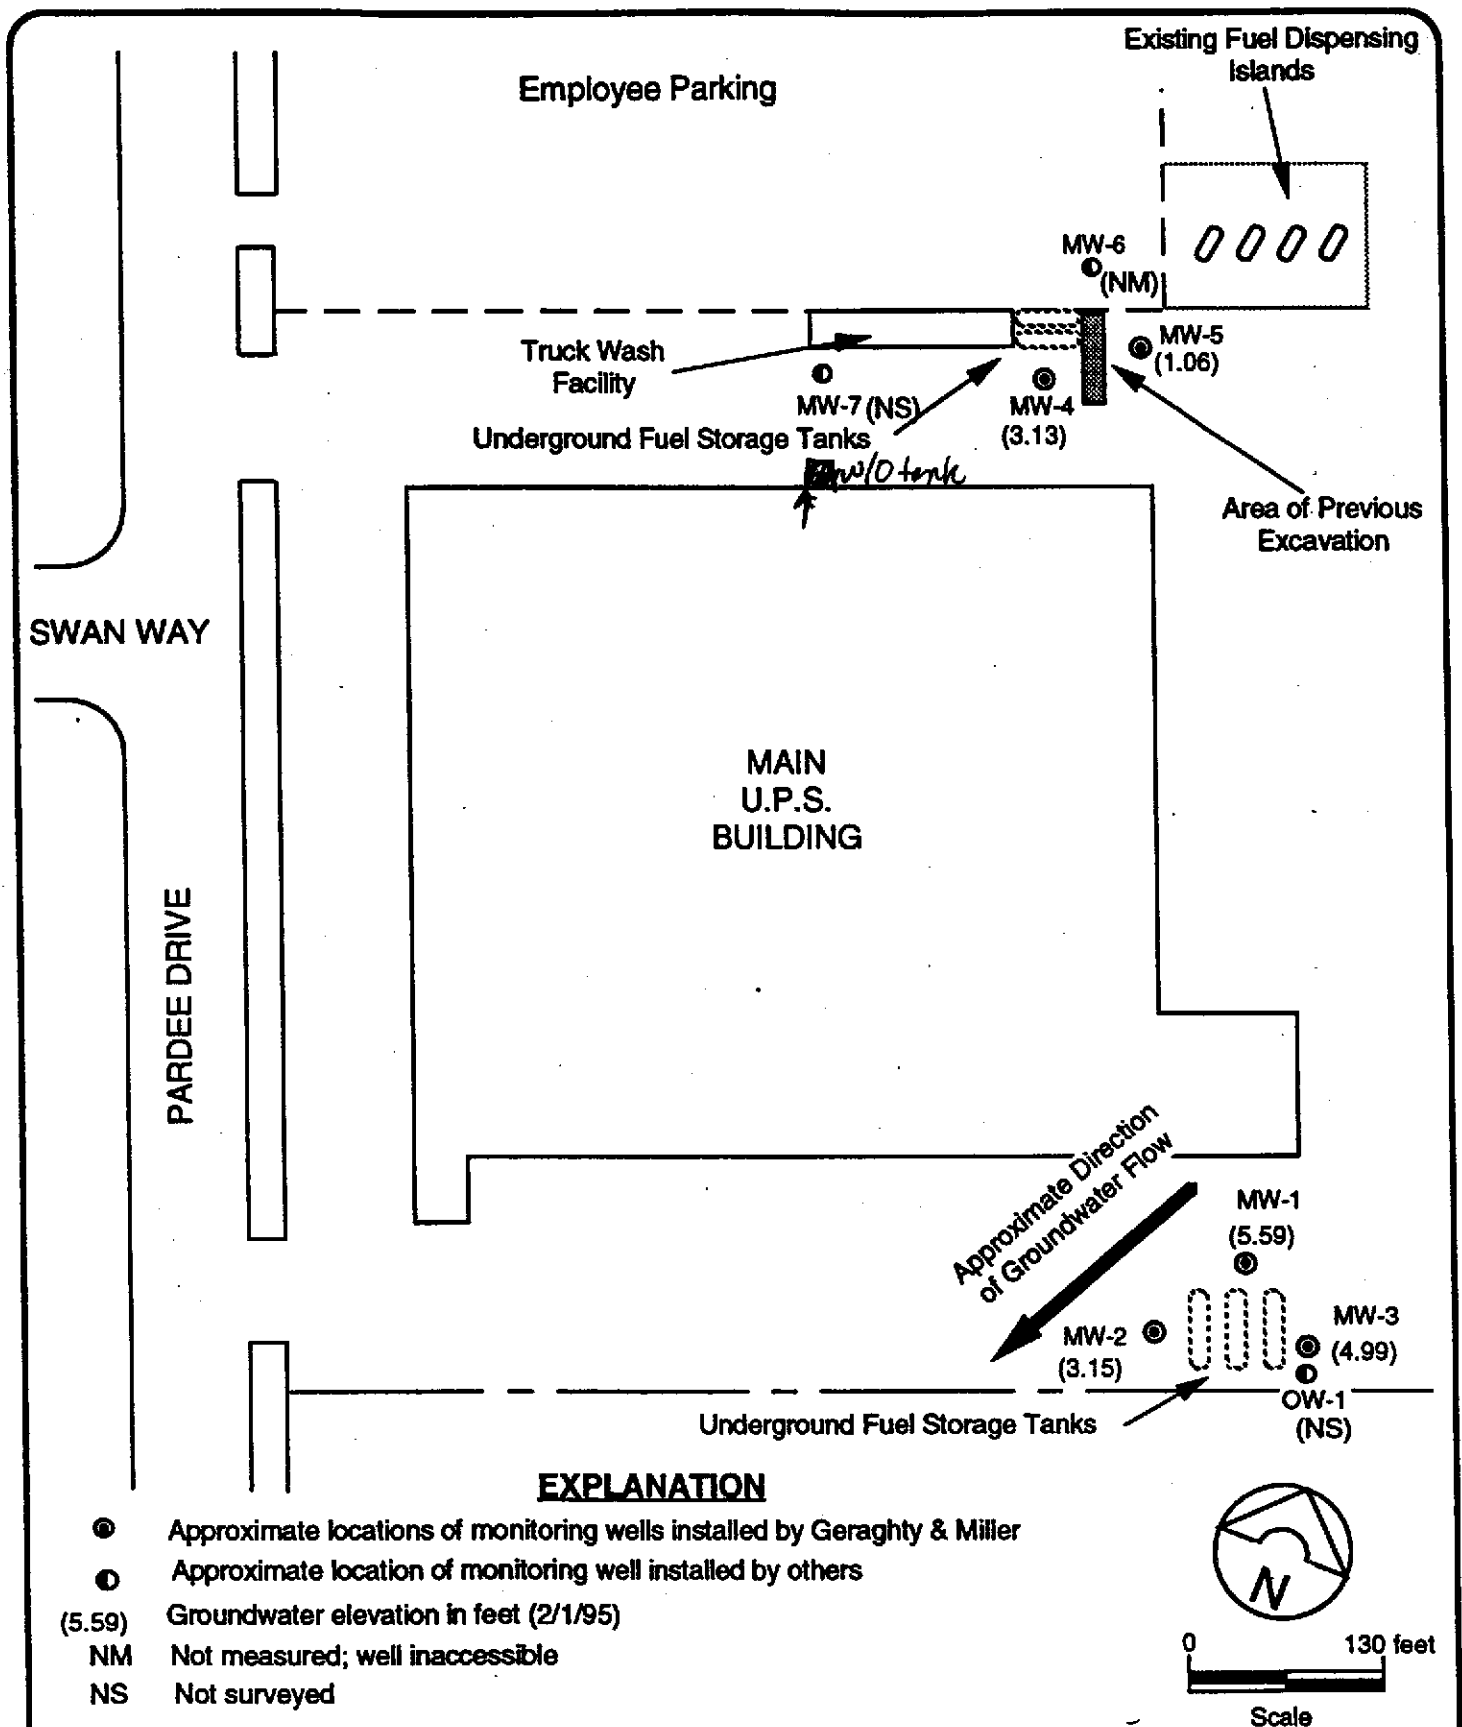 Existing Fuel Dispensing
Islands
Employee Parking
MW-6
(NM)
MW-5
(1.06)
Truck Wash
Facility
MW-7 (NS)
MW-4
(3.13)
Underground Fuel Storage Tanks
w/o tank
Area of Previous
Excavation
SWAN WAY
MAIN
U.P.S.
BUILDING
PARDEE DRIVE
Approximate Direction
of Groundwater Flow
MW-1
(5.59)
MW-2
(3.15)
MW-3
(4.99)
OW-1
(NS)
Underground Fuel Storage Tanks
EXPLANATION
Approximate locations of monitoring wells installed by Geraghty & Miller
Approximate location of monitoring well installed by others
(5.59) Groundwater elevation in feet (2/1/95)
NM Not measured; well inaccessible
NS Not surveyed
N
0 130 feet
Scale